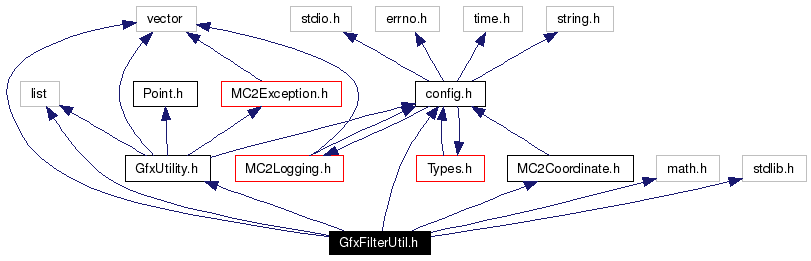 vector
stdio.h
errno.h
time.h
string.h
list
Point.h
MC2Exception.h
config.h
GfxUtility.h
MC2Logging.h
Types.h
MC2Coordinate.h
math.h
stdlib.h
GfxFilterUtil.h